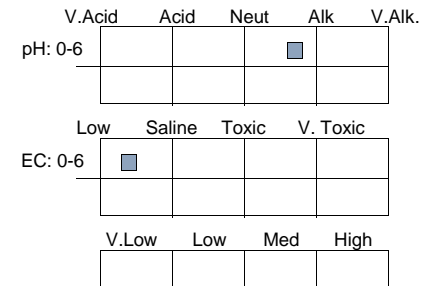 V.Acid Acid Neut Alk V.Alk.
pH: 0-6
Low Saline Toxic V. Toxic
EC: 0-6
V.Low Low Med High